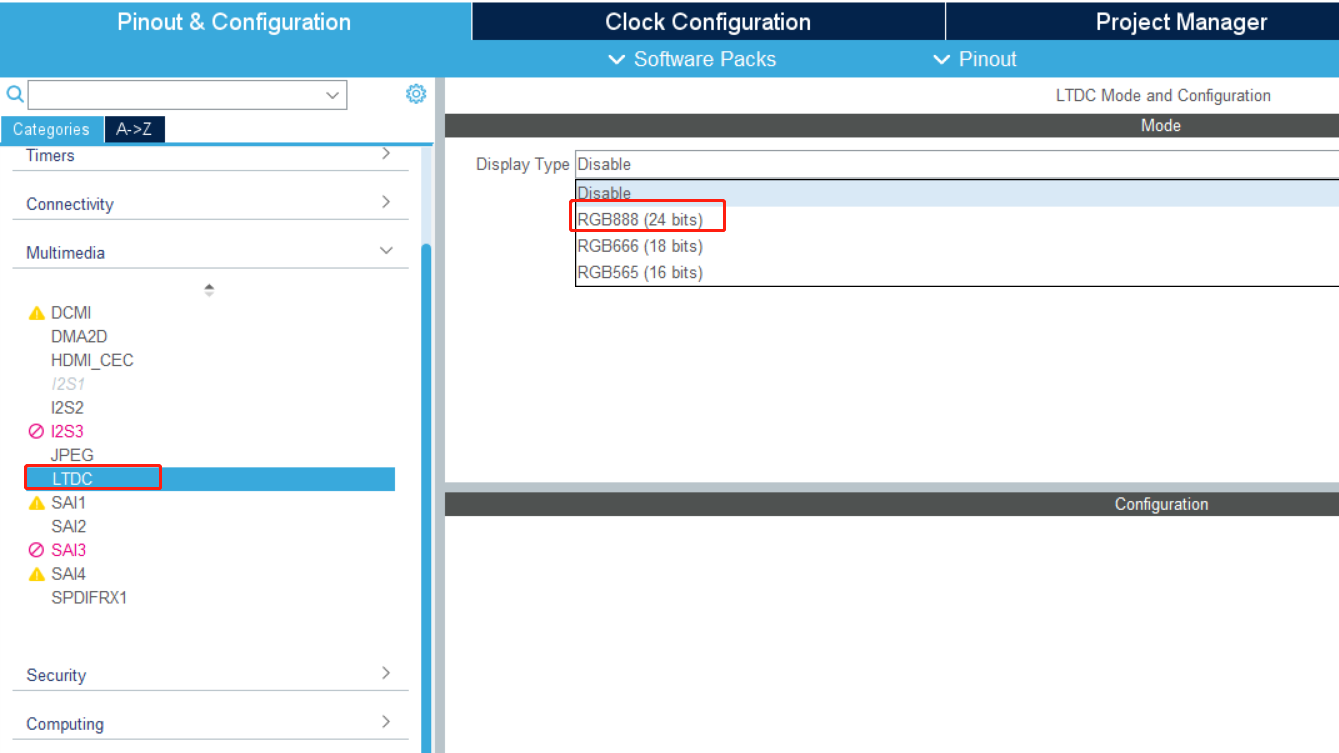 Pinout & Configuration
Clock Configuration
Project Manager
Software Packs
Pinout
Categories
A->Z
Timers
Connectivity
Multimedia
DCMI
DMA2D
HDMI_CEC
I2S1
I2S2
I2S3
JPEG
LTDC
SAI1
SAI2
SAI3
SAI4
SPDIFRX1
Security
Computing
LTDC Mode and Configuration
Mode
Display Type Disable
Disable
RGB888 (24 bits)
RGB666 (18 bits)
RGB565 (16 bits)
Configuration